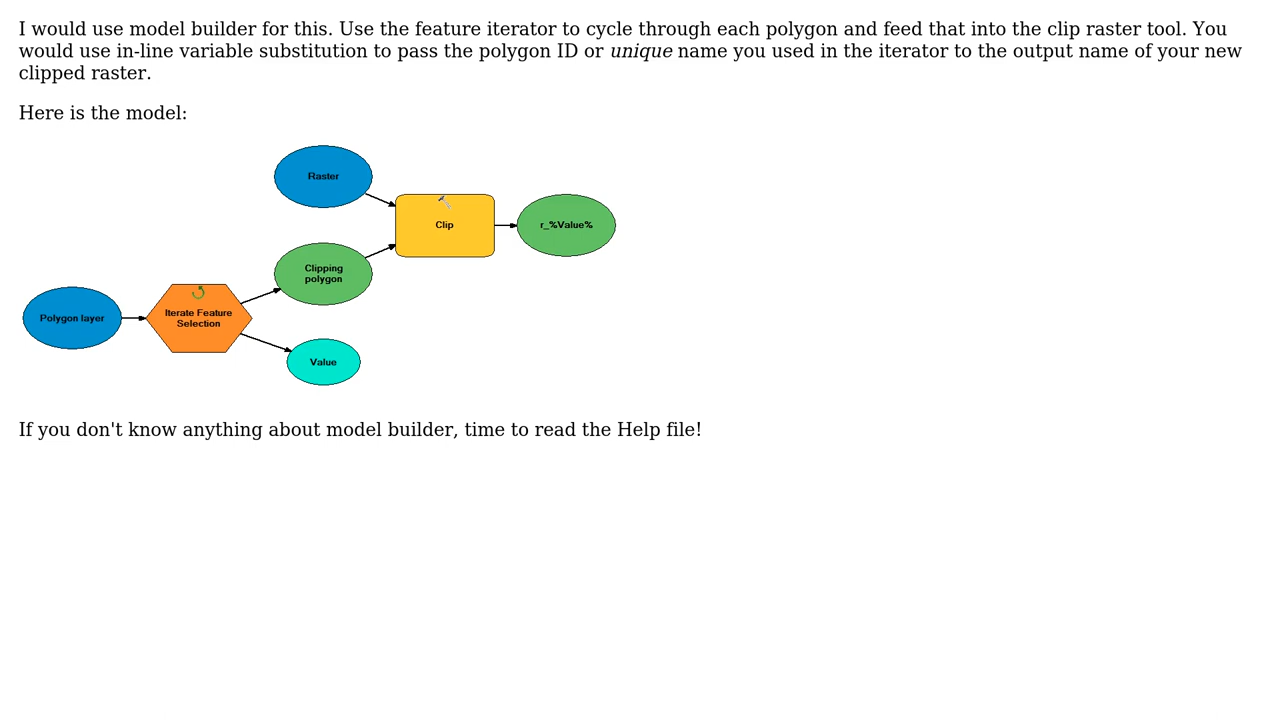 I would use model builder for this. Use the feature iterator to cycle through each polygon and feed that into the clip raster tool. You
would use in-line variable substitution to pass the polygon ID or unique name you used in the iterator to the output name of your new
clipped raster.
Here is the model:
Raster
Clip
r_%Value%
Clipping
polygon
Polygon layer
Iterate Feature
Selection
Value
If you don't know anything about model builder, time to read the Help file!